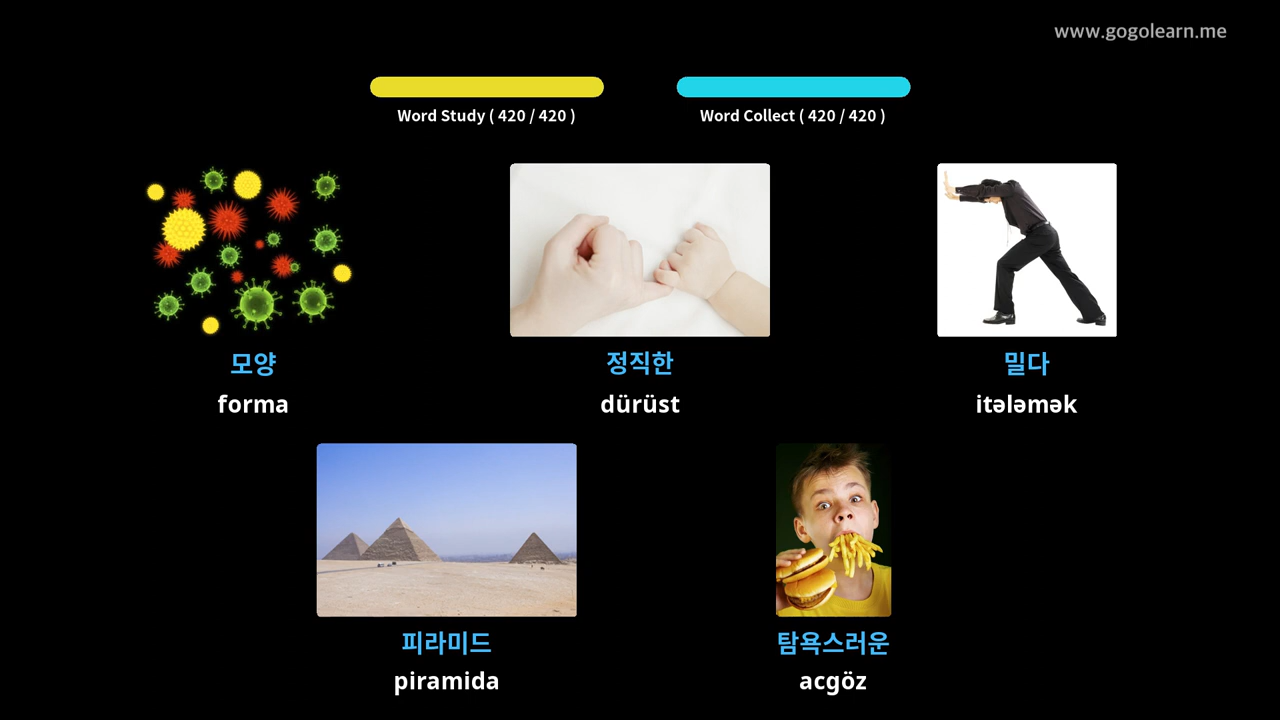 www.gogolearn.me
Word Study ( 420 / 420 )
Word Collect ( 420 / 420 )
모양
forma
정직한
dürüst
밀다
itələmək
피라미드
piramida
탐욕스러운
acgöz